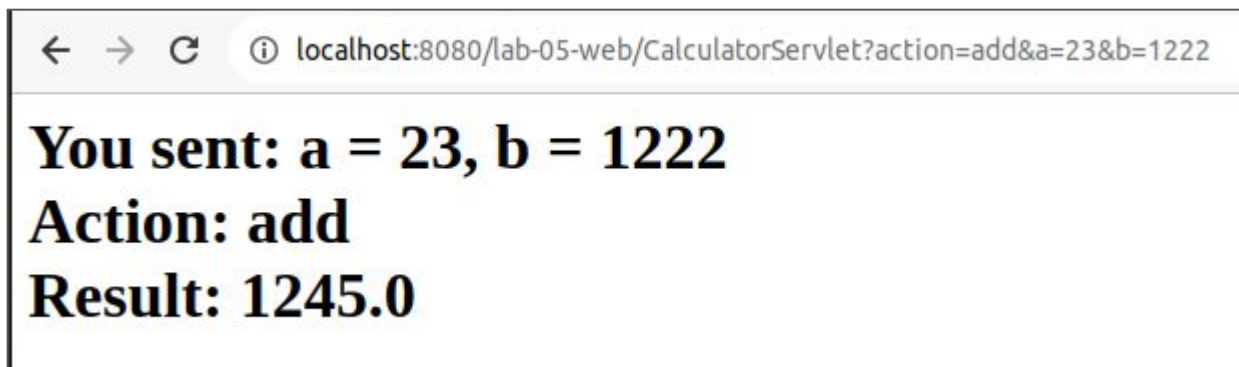 localhost:8080/lab-05-web/CalculatorServlet?action=add&a=23&b=1222
You sent: a = 23, b = 1222
Action: add
Result: 1245.0